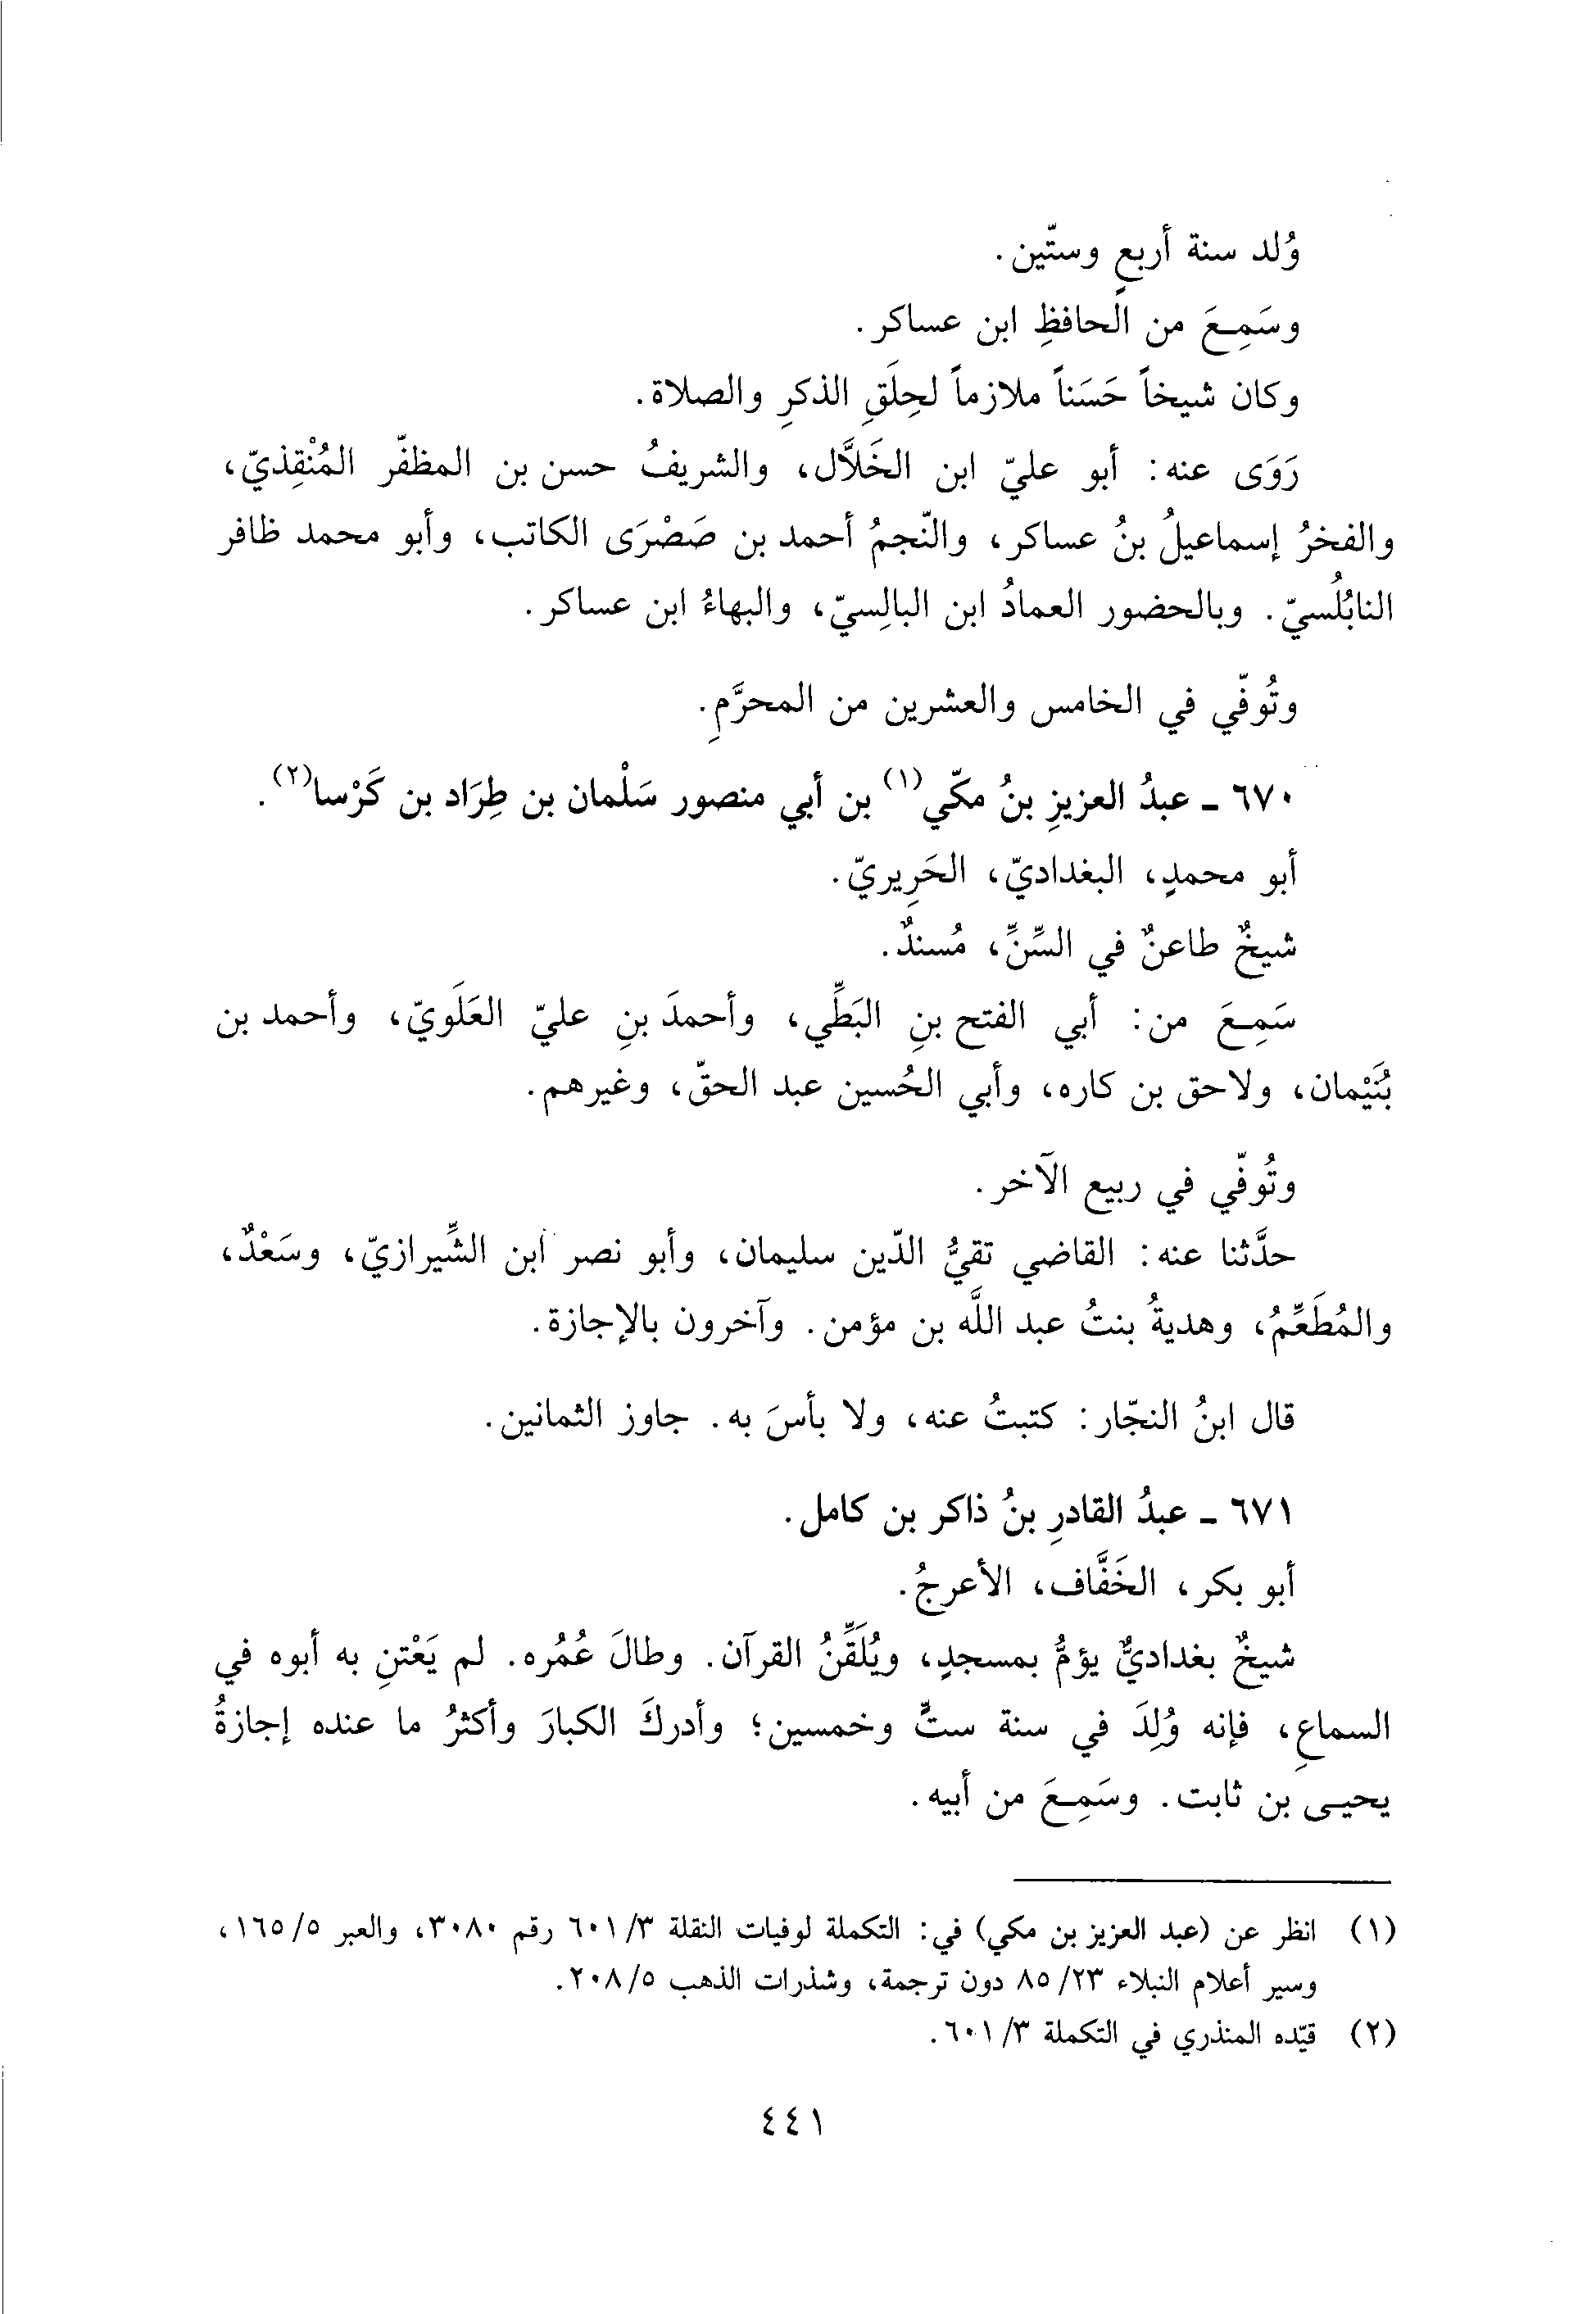 وُلد سنة أربعٍ وستّين.
وسَمِعَ من الحافظِ ابن عساكر.
وكان شيخاً حَسَناً ملازماً لحِلَقِ الذكرِ والصلاة.
رَوَى عنه: أبو عليّ ابن الخَلاَّل، والشريفُ حسن بن المظفّر المُنْقِذيّ،
والفخرُ إسماعيلُ بنُ عساكر، والنّجمُ أحمد بن صَصْرَى الكاتب، وأبو محمد ظافر
النابُلُسيّ. وبالحضور العمادُ ابن البالِسيّ، والبهاءُ ابن عساكر.
وتُوفّي في الخامس والعشرين من المحرَّمِ.
٦٧٠ ـ عبدُ العزيزِ بنُ مكّي(١) بن أبي منصور سَلْمان بن طِرَاد بن كَرْسا(٢).
أبو محمدٍ، البغداديّ، الحَرِيريّ.
شيخٌ طاعنٌ في السِّنِّ، مُسندٌ.
سَمِعَ من: أبي الفتح بنِ البَطِّي، وأحمدَ بنِ عليّ العَلَويّ، وأحمد بن
بُنَيْمان، ولاحق بن كاره، وأبي الحُسين عبد الحقّ، وغيرهم.
وتُوفّي في ربيع الآخر.
حدَّثنا عنه: القاضي تقيُّ الدّين سليمان، وأبو نصر ابن الشِّيرازيّ، وسَعْدٌ،
والمُطَعِّمُ، وهديةُ بنتُ عبد اللَّه بن مؤمن. وآخرون بالإجازة.
قال ابنُ النجّار: كتبتُ عنه، ولا بأسَ به. جاوز الثمانين.
٦٧١ ـ عبدُ القادرِ بنُ ذاكر بن كامل.
أبو بكر، الخَفَّاف، الأعرجُ.
شيخٌ بغداديٌّ يؤمُّ بمسجدٍ، ويُلَقِّنُ القرآن. وطالَ عُمُره. لم يَعْتنِ به أبوه في
السماعِ، فإنه وُلِدَ في سنة ستٍّ وخمسين؛ وأدركَ الكبارَ وأكثرُ ما عنده إجازةُ
يحيى بن ثابت. وسَمِعَ من أبيه.
(١) انظر عن (عبد العزيز بن مكي) في: التكملة لوفيات النقلة ٦٠١/٣ رقم ٣٠٨٠، والعبر ١٦٥/٥،
وسير أعلام النبلاء ٨٥/٢٣ دون ترجمة، وشذرات الذهب ٢٠٨/٥.
(٢) قيّده المنذري في التكملة ٦٠١/٣.
٤٤١